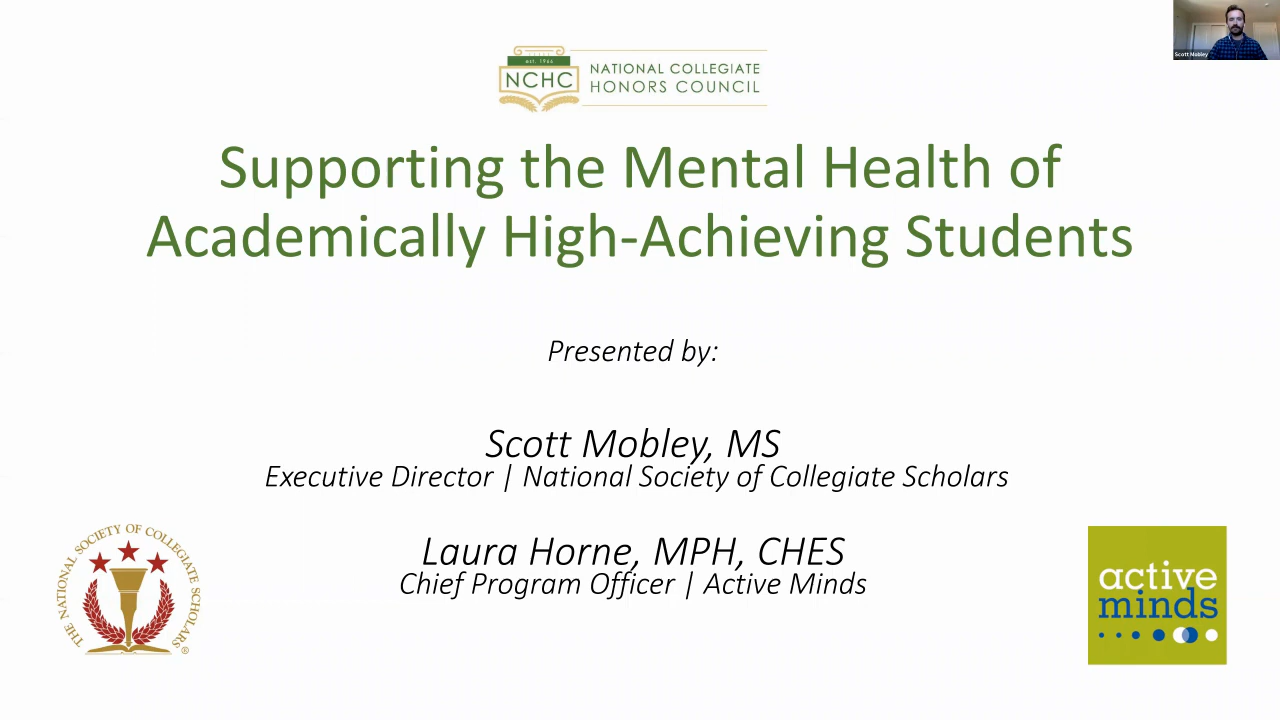 Scott Mobley
est. 1966
NCHC
NATIONAL COLLEGIATE
HONORS COUNCIL
Supporting the Mental Health of
Academically High-Achieving Students
Presented by:
Scott Mobley, MS
Executive Director | National Society of Collegiate Scholars
Laura Horne, MPH, CHES
Chief Program Officer | Active Minds
THE NATIONAL SOCIETY OF COLLEGIATE SCHOLARS ®
active
minds